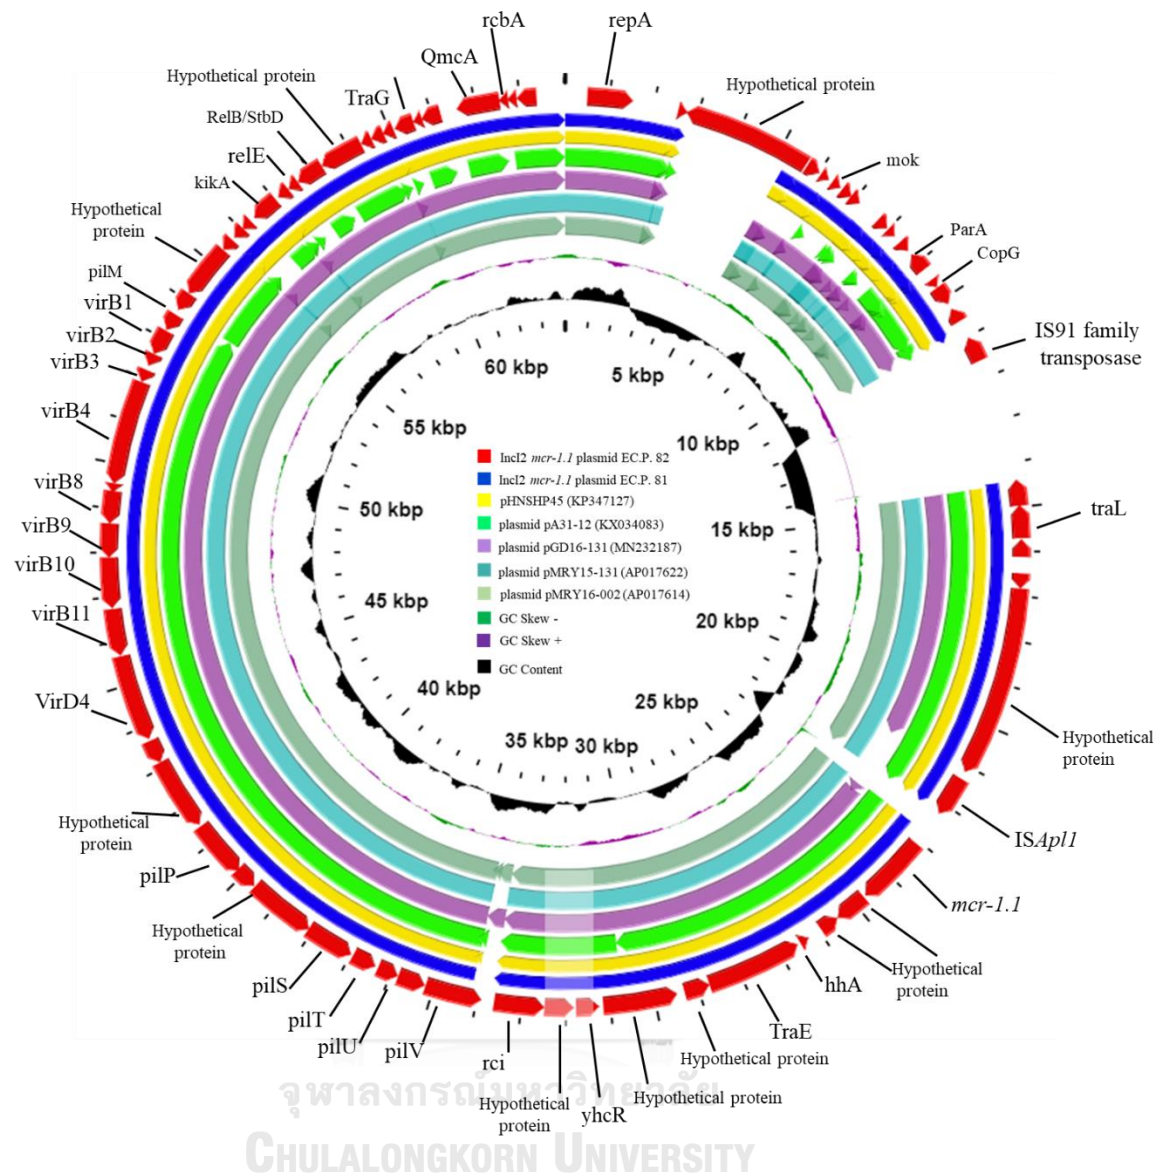 rcbA
repA
QmcA
Hypothetical protein
TraG
Hypothetical protein
RelB/StbD
relE
mok
kikA
Hypothetical
protein
ParA
CopG
pilM
virB1
virB2
virB3
IS91 family
transposase
virB4
virB8
virB9
virB10
virB11
VirD4
traL
Hypothetical
protein
ISApl1
mcr-1.1
Hypothetical
protein
hhA
TraE
Hypothetical protein
Hypothetical protein
yhcR
Hypothetical
protein
rci
pilV
pilU
pilT
pilS
Hypothetical
protein
pilP
Hypothetical
protein
60 kbp
5 kbp
55 kbp
10 kbp
50 kbp
15 kbp
45 kbp
20 kbp
40 kbp
25 kbp
35 kbp
30 kbp
IncI2 mcr-1.1 plasmid EC.P. 82
IncI2 mcr-1.1 plasmid EC.P. 81
pHNSHP45 (KP347127)
plasmid pA31-12 (KX034083)
plasmid pGD16-131 (MN232187)
plasmid pMRY15-131 (AP017622)
plasmid pMRY16-002 (AP017614)
GC Skew -
GC Skew +
GC Content
จุฬาลงกรณ์มหาวิทยาลัย
CHULALONGKORN UNIVERSITY